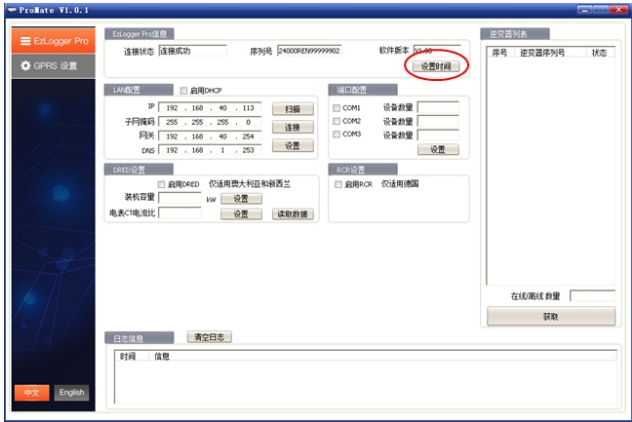 ProMate V1.0.1
EzLogger Pro
GPRS 设置
EzLogger Pro信息
连接状态 连接成功 序列号 24000REN99999902 软件版本 V1.00
设置时间
LAN配置 启用DHCP
IP 192 . 168 . 40 . 113 扫描
子网掩码 255 . 255 . 255 . 0 连接
网关 192 . 168 . 40 . 254
DNS 192 . 168 . 1 . 253 设置
端口配置
COM1 设备数量
COM2 设备数量
COM3 设备数量
设置
DRED设置
启用DRED 仅适用澳大利亚和新西兰
装机容量 kW 设置
电表CT电流比 设置 读取数据
RCR设置
启用RCR 仅适用德国
逆变器列表
序号 逆变器序列号 状态
在线/离线 数量
获取
日志信息 清空日志
时间 信息
中文 English